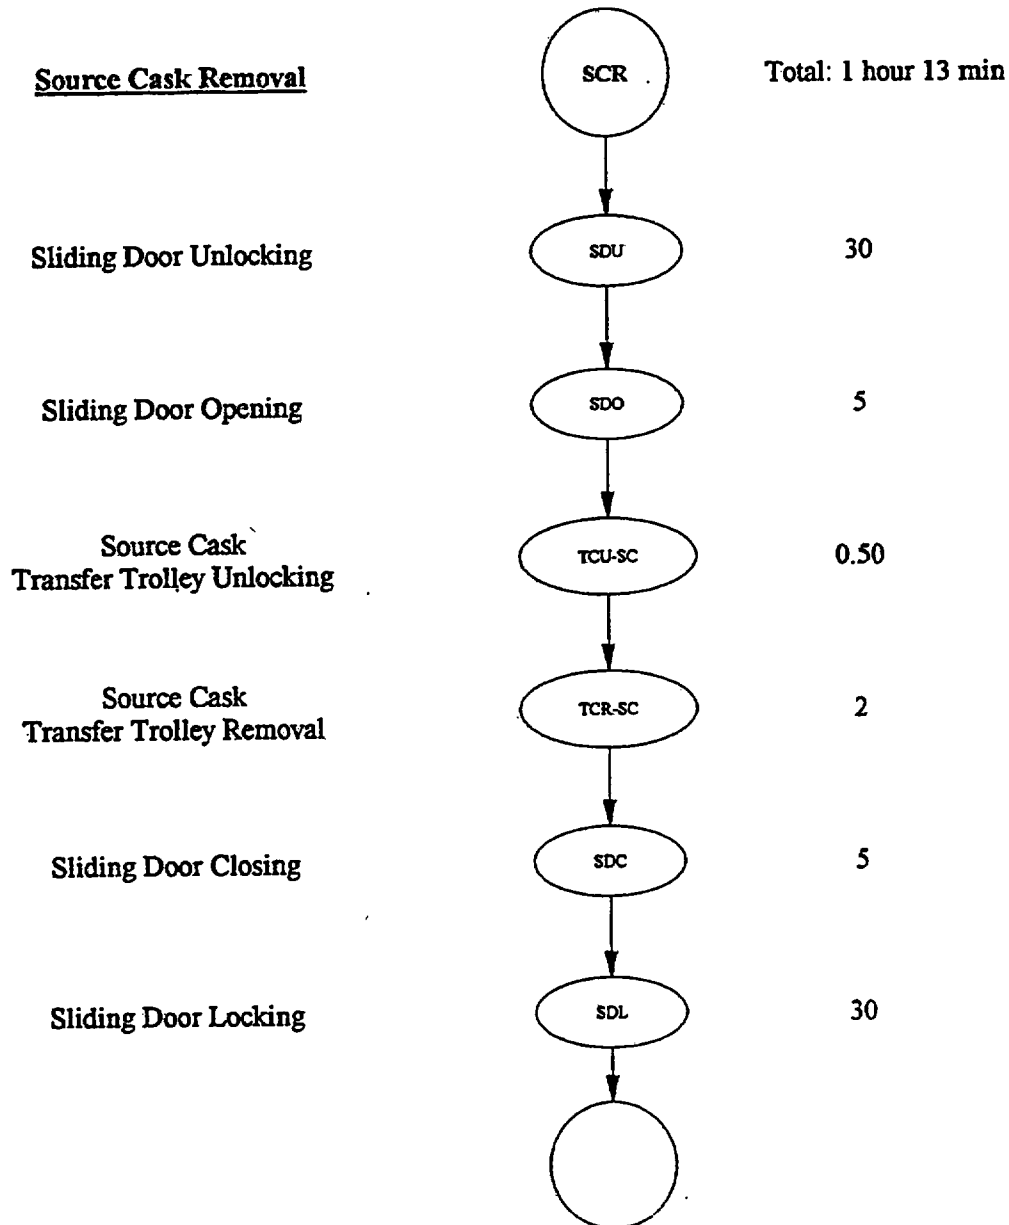 Source Cask Removal
SCR
Total: 1 hour 13 min
Sliding Door Unlocking
SDU
30
Sliding Door Opening
SDO
5
Source Cask
Transfer Trolley Unlocking
TCU-SC
0.50
Source Cask
Transfer Trolley Removal
TCR-SC
2
Sliding Door Closing
SDC
5
Sliding Door Locking
SDL
30